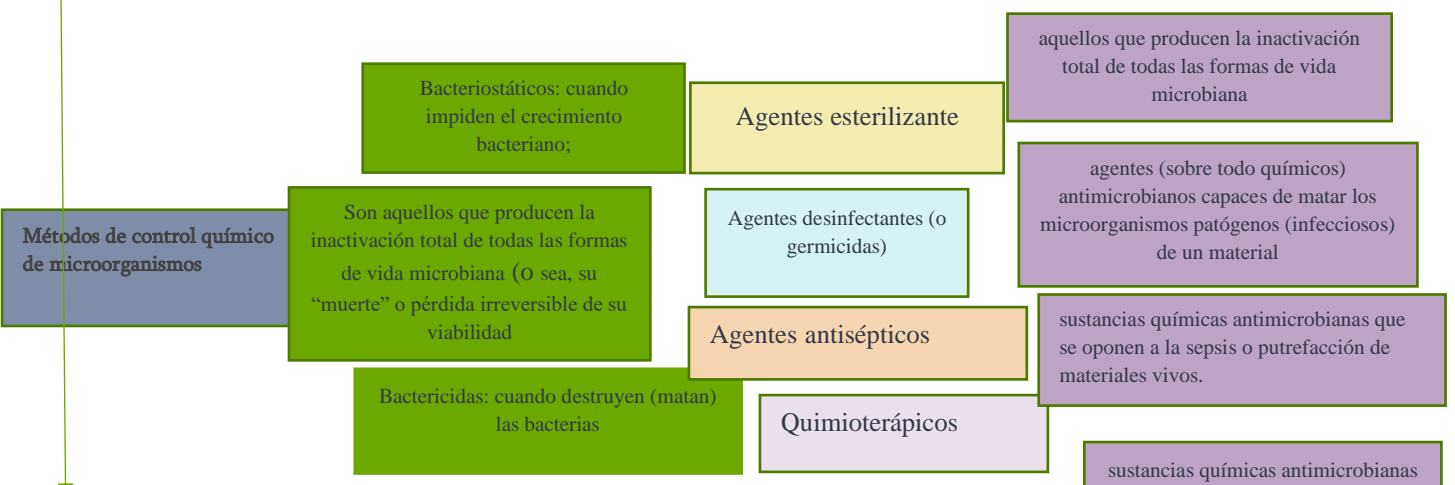 Métodos de control químico
de microorganismos
Bacteriostáticos: cuando
impiden el crecimiento
bacteriano;
Son aquellos que producen la
inactivación total de todas las formas
de vida microbiana (o sea, su
“muerte” o pérdida irreversible de su
viabilidad
Bactericidas: cuando destruyen (matan)
las bacterias
Agentes esterilizante
aquellos que producen la inactivación
total de todas las formas de vida
microbiana
Agentes desinfectantes (o
germicidas)
agentes (sobre todo químicos)
antimicrobianos capaces de matar los
microorganismos patógenos (infecciosos)
de un material
Agentes antisépticos
sustancias químicas antimicrobianas que
se oponen a la sepsis o putrefacción de
materiales vivos.
Quimioterápicos
sustancias químicas antimicrobianas